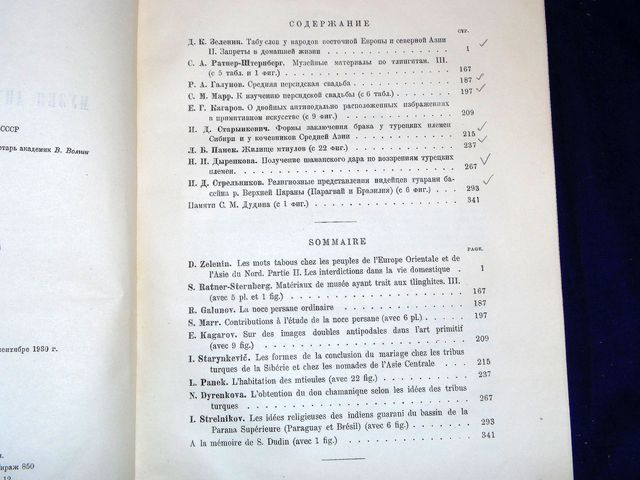 СОДЕРЖАНИЕ
СТР.
Д. К. Зеленин. Табу слов у народов восточной Европы и северной Азии
II. Запреты в домашней жизни 1
С. А. Ратнер-Штернберг. Музейные материалы по тлингитам. III.
(с 5 табл. и 1 фиг.) 167
Р. А. Галунов. Средняя персидская свадьба 187
С. М. Марр. К изучению персидской свадьбы (с 6 табл.) 197
Е. Г. Кагаров. О двойных антиподально расположенных изображениях
в примитивном искусстве (с 9 фиг.) 209
И. Д. Старынкевич. Формы заключения брака у турецких племен
Сибири и у кочевников Средней Азии 215
Л. Б. Панек. Жилище мтиулов (с 22 фиг.) 237
Н. П. Дыренкова. Получение шаманского дара по воззрениям турецких
племен 267
И. Д. Стрельников. Религиозные представления индейцев гуарани бас-
сейна р. Верхней Параны (Парагвай и Бразилия) (с 6 фиг.) 293
Памяти С. М. Дудина (с 1 фиг.) 341
SOMMAIRE
PAGE.
D. Zelenin. Les mots tabous chez les peuples de l'Europe Orientale et de
l'Asie du Nord. Partie II. Les interdictions dans la vie domestique 1
S. Ratner-Sternberg. Matériaux de musée ayant trait aux tlinghites. III.
(avec 5 pl. et 1 fig.) 167
R. Galunov. La noce persane ordinaire 187
S. Marr. Contributions à l'étude de la noce persane (avec 6 pl.) 197
E. Kagarov. Sur des images doubles antipodales dans l'art primitif
(avec 9 fig.) 209
I. Starynkevič. Les formes de la conclusion du mariage chez les tribus
turques de la Sibérie et chez les nomades de l'Asie Centrale 215
L. Panek. L'habitation des mtioules (avec 22 fig.) 237
N. Dyrenkova. L'obtention du don chamanique selon les idées des tribus
turques 267
I. Strelnikov. Les idées religieuses des indiens guarani du bassin de la
Parana Supérieure (Paraguay et Brésil) (avec 6 fig.) 293
A la mémoire de S. Dudin (avec 1 fig.) 341
СССР
академик В. Волгин
сентябре 1930 г.
850
12